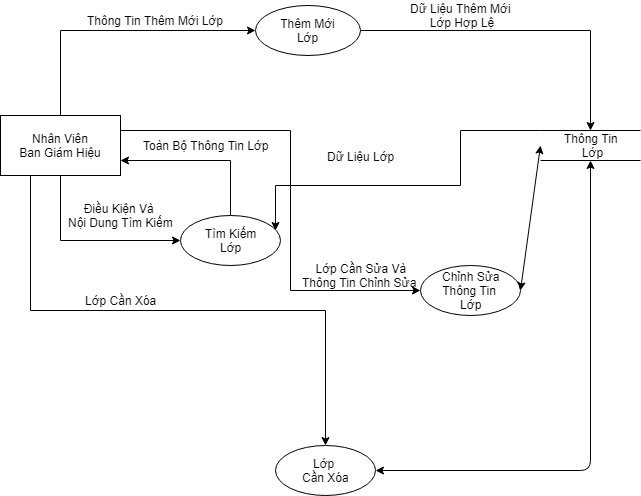 Thông Tin Thêm Mới Lớp
Thêm Mới
Lớp
Dữ Liệu Thêm Mới
Lớp Hợp Lệ
Nhân Viên
Ban Giám Hiệu
Toàn Bộ Thông Tin Lớp
Dữ Liệu Lớp
Thông Tin
Lớp
Điều Kiện Và
Nội Dung Tìm Kiếm
Tìm Kiếm
Lớp
Lớp Cần Sửa Và
Thông Tin Chỉnh Sửa
Chỉnh Sửa
Thông Tin
Lớp
Lớp Cần Xóa
Lớp
Cần Xóa